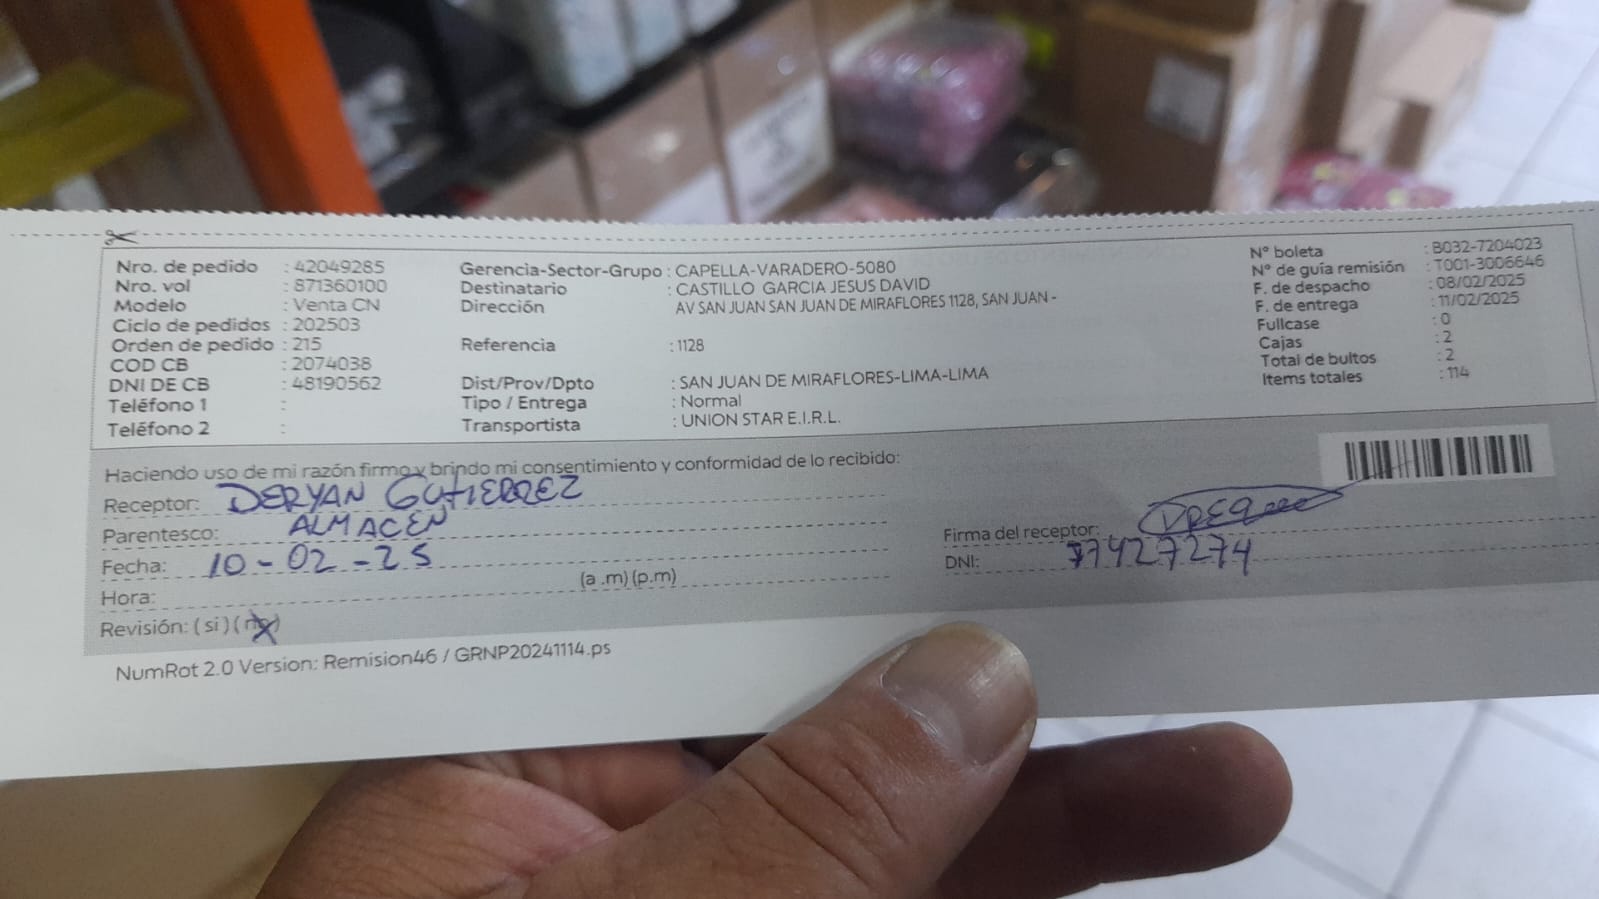 Nro. de pedido : 42049285
Nro. vol : 871360100
Modelo : Venta CN
Ciclo de pedidos : 202503
Orden de pedido : 215
COD CB : 2074038
DNI DE CB : 48190562
Teléfono 1 :
Teléfono 2 :
Gerencia-Sector-Grupo : CAPELLA-VARADERO-5080
Destinatario : CASTILLO GARCIA JESUS DAVID
Dirección AV SAN JUAN SAN JUAN DE MIRAFLORES 1128, SAN JUAN -
Referencia : 1128
Dist/Prov/Dpto : SAN JUAN DE MIRAFLORES-LIMA-LIMA
Tipo / Entrega : Normal
Transportista : UNION STAR E.I.R.L.
N° boleta : B032-7204023
N° de guía remisión : T001-3006646
F. de despacho : 08/02/2025
F. de entrega : 11/02/2025
Fullcase : 0
Cajas : 2
Total de bultos : 2
Items totales : 114
Haciendo uso de mi razón firmo y brindo mi consentimiento y conformidad de lo recibido:
Receptor: DERYAN GUTIERREZ
Parentesco: ALMACEN
Fecha: 10-02-25
Hora: (a .m) (p.m)
Revisión: ( si ) ( no )
Firma del receptor:
DNI: 77427274
NumRot 2.0 Version: Remision46 / GRNP20241114.ps